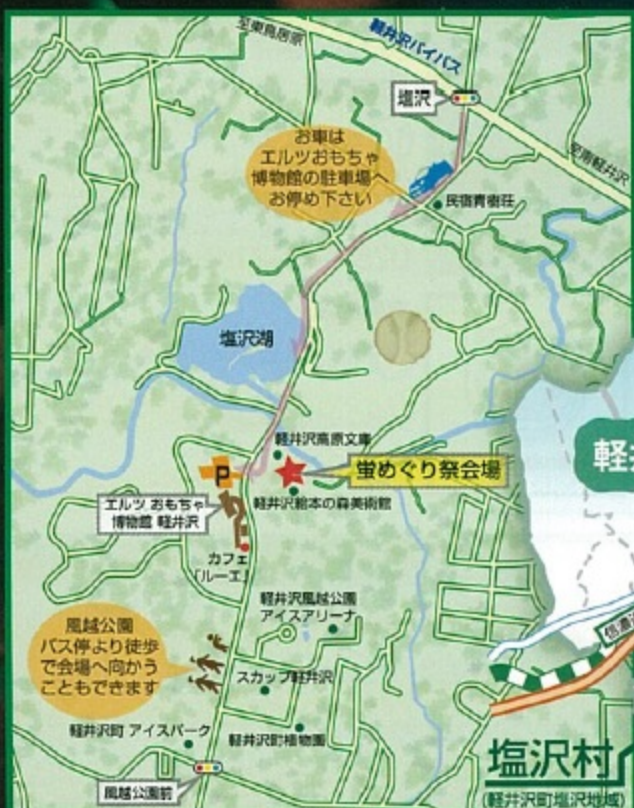 至東鳥居原
軽井沢バイパス
塩沢
至南軽井沢
お車は
エルツおもちゃ
博物館の駐車場へ
お停め下さい
民宿貴樹荘
塩沢湖
軽井沢高原文庫
P
蛍めぐり祭会場
エルツ おもちゃ
博物館 軽井沢
軽井沢絵本の森美術館
カフェ
「ルーエ」
軽井沢風越公園
アイスアリーナ
風越公園
バス停より徒歩
で会場へ向かう
こともできます
スカップ軽井沢
軽井沢町 アイスパーク
軽井沢町植物園
風越公園前
軽
信濃
塩沢村
(軽井沢町塩沢地域)